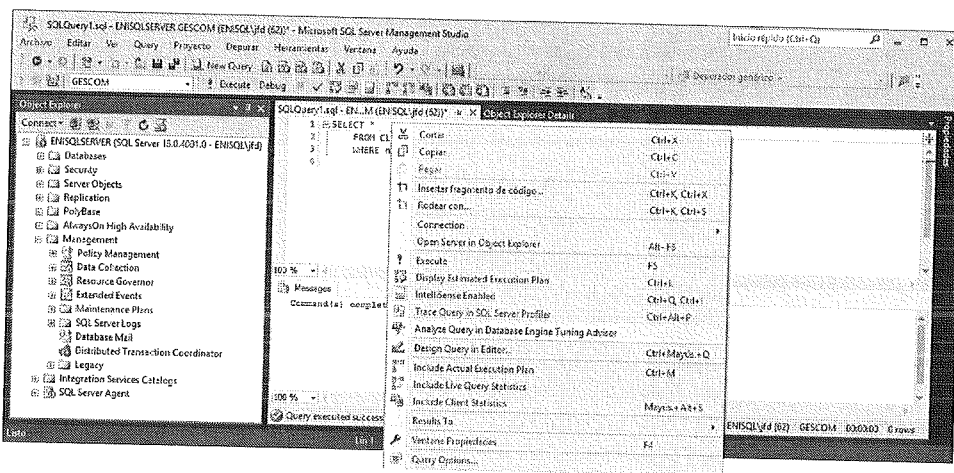 SQLQuery1.sql - ENISQLSERVER.GESCOM (ENISQL\jfd (62))* - Microsoft SQL Server Management Studio
Inicio rápido (Ctrl+Q)
Archivo Editar Ver Query Proyecto Depurar Herramientas Ventana Ayuda
New Query
GESCOM
Execute Debug
Object Explorer
SQLQuery1.sql - EN...M (ENISQL\jfd (62))*
Object Explorer Details
Propiedades
Connect
ENISQLSERVER (SQL Server 13.0.4001.0 - ENISQL\jfd)
Databases
Security
Server Objects
Replication
PolyBase
AlwaysOn High Availability
Management
Policy Management
Data Collection
Resource Governor
Extended Events
Maintenance Plans
SQL Server Logs
Database Mail
Distributed Transaction Coordinator
Legacy
Integration Services Catalogs
SQL Server Agent
1 SELECT *
2 FROM CL
3 WHERE n
100 %
Messages
Command(s) complet
100 %
Query executed success
Cortar Ctrl+X
Copiar Ctrl+C
Pegar Ctrl+V
Insertar fragmento de código... Ctrl+K, Ctrl+X
Rodear con... Ctrl+K, Ctrl+S
Connection
Open Server in Object Explorer Alt+F8
Execute F5
Display Estimated Execution Plan Ctrl+L
IntelliSense Enabled Ctrl+Q, Ctrl+I
Trace Query in SQL Server Profiler Ctrl+Alt+P
Analyze Query in Database Engine Tuning Advisor
Design Query in Editor... Ctrl+Mayús.+Q
Include Actual Execution Plan Ctrl+M
Include Live Query Statistics
Include Client Statistics Mayús.+Alt+S
Results To
Ventana Propiedades F4
Query Options...
ENISQL\jfd (62) GESCOM 00:00:00 0 rows
Listo
Lín 1